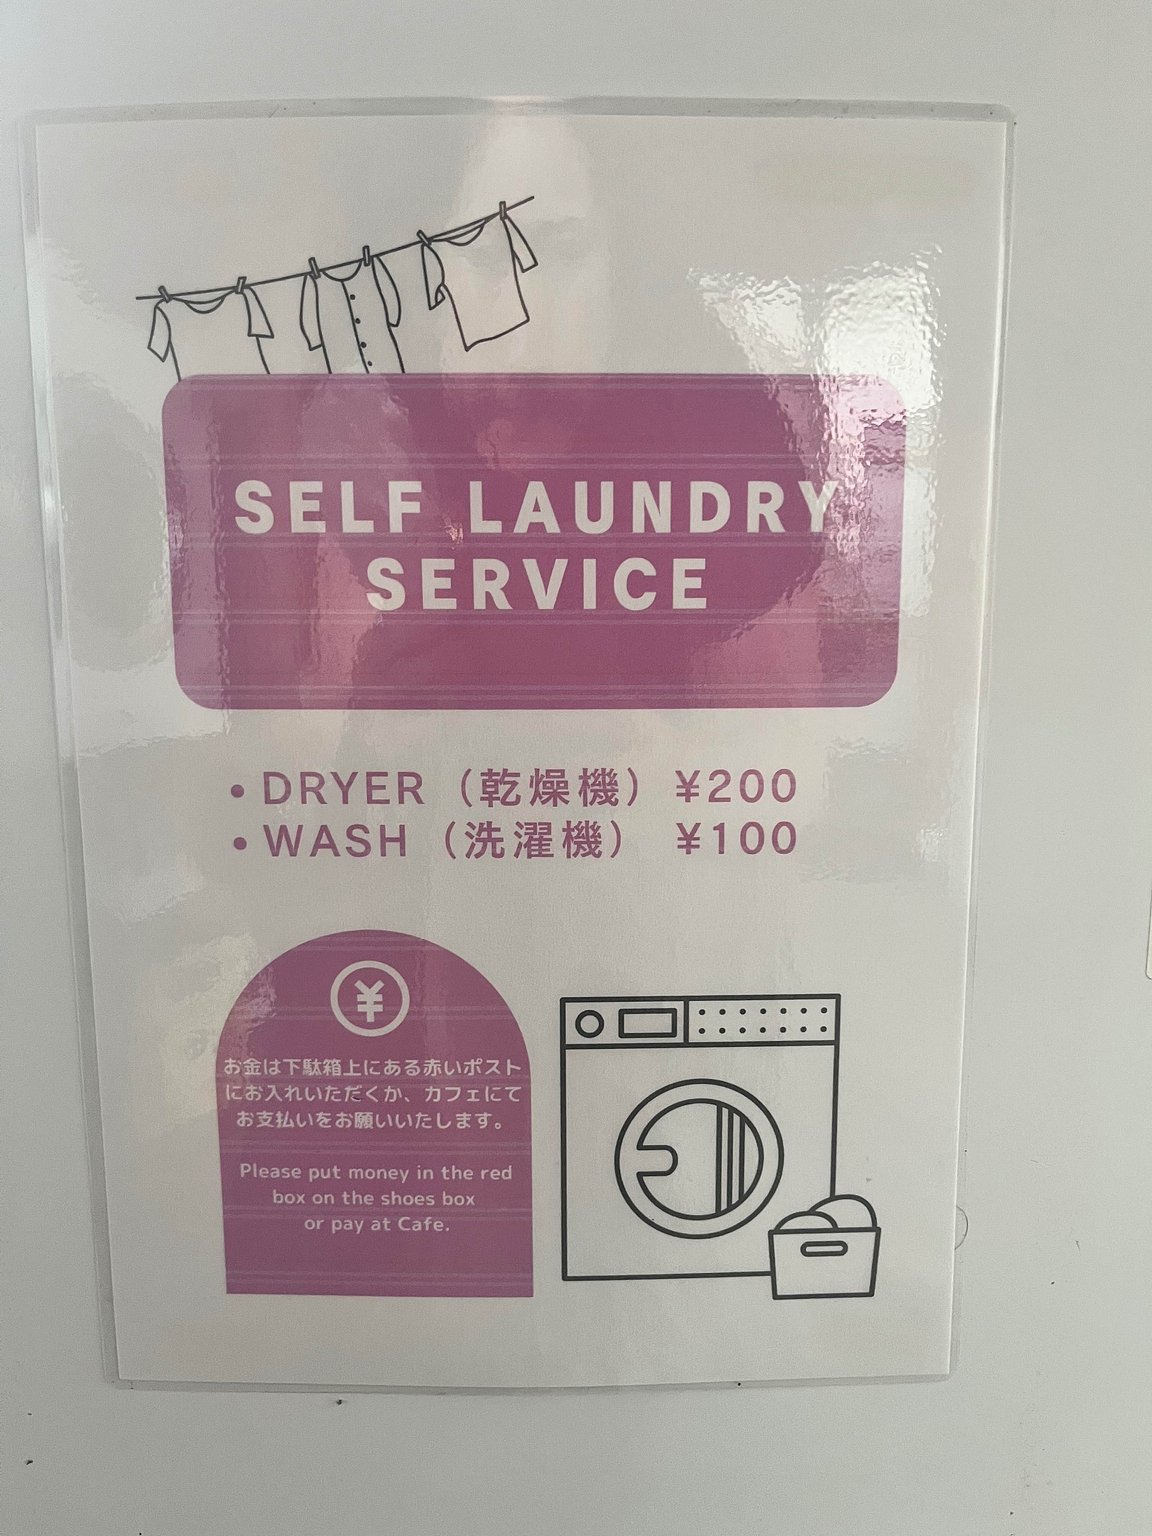 SELF LAUNDRY
SERVICE
• DRYER（乾燥機） ¥200
• WASH（洗濯機） ¥100
¥
お金は下駄箱上にある赤いポスト
にお入れいただくか、カフェにて
お支払いをお願いいたします。
Please put money in the red
box on the shoes box
or pay at Cafe.